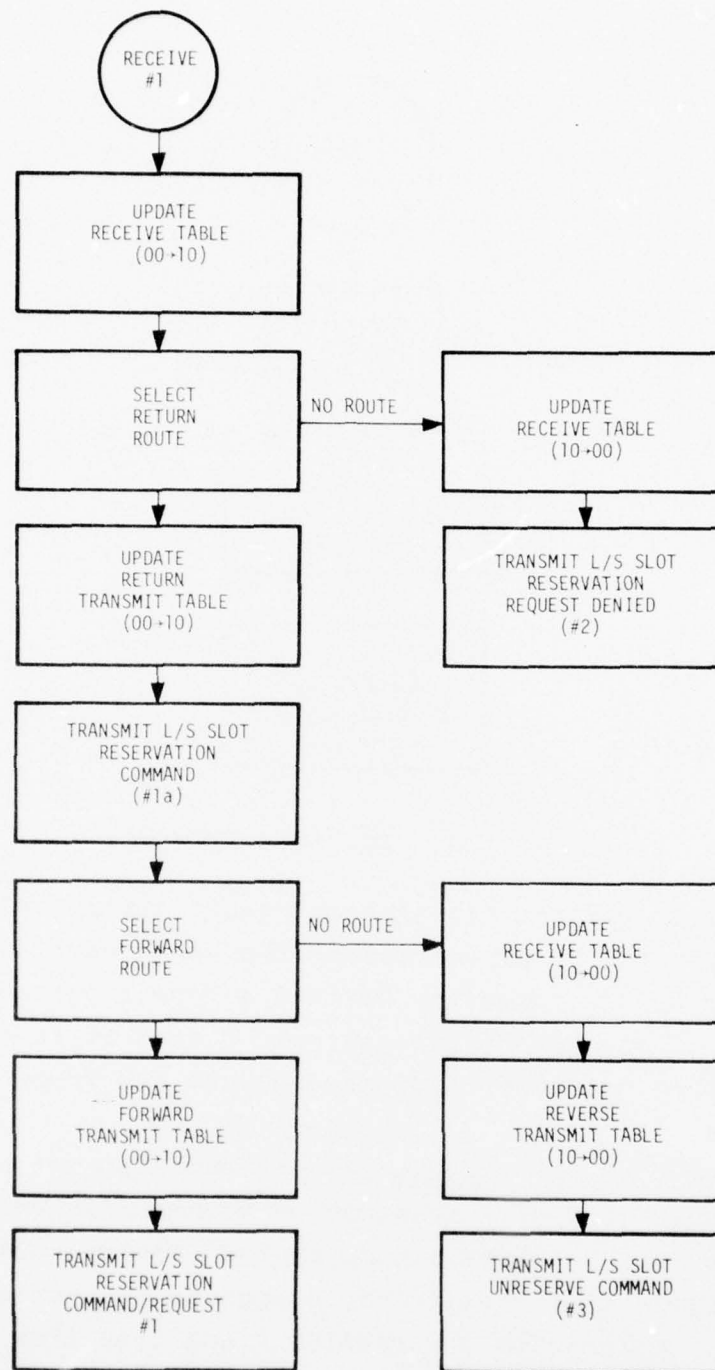 RECEIVE
#1
UPDATE
RECEIVE TABLE
(00→10)
SELECT
RETURN
ROUTE
NO ROUTE
UPDATE
RECEIVE TABLE
(10→00)
UPDATE
RETURN
TRANSMIT TABLE
(00→10)
TRANSMIT L/S SLOT
RESERVATION
REQUEST DENIED
(#2)
TRANSMIT L/S SLOT
RESERVATION
COMMAND
(#1a)
SELECT
FORWARD
ROUTE
NO ROUTE
UPDATE
RECEIVE TABLE
(10→00)
UPDATE
FORWARD
TRANSMIT TABLE
(00→10)
UPDATE
REVERSE
TRANSMIT TABLE
(10→00)
TRANSMIT L/S SLOT
RESERVATION
COMMAND/REQUEST
#1
TRANSMIT L/S SLOT
UNRESERVE COMMAND
(#3)